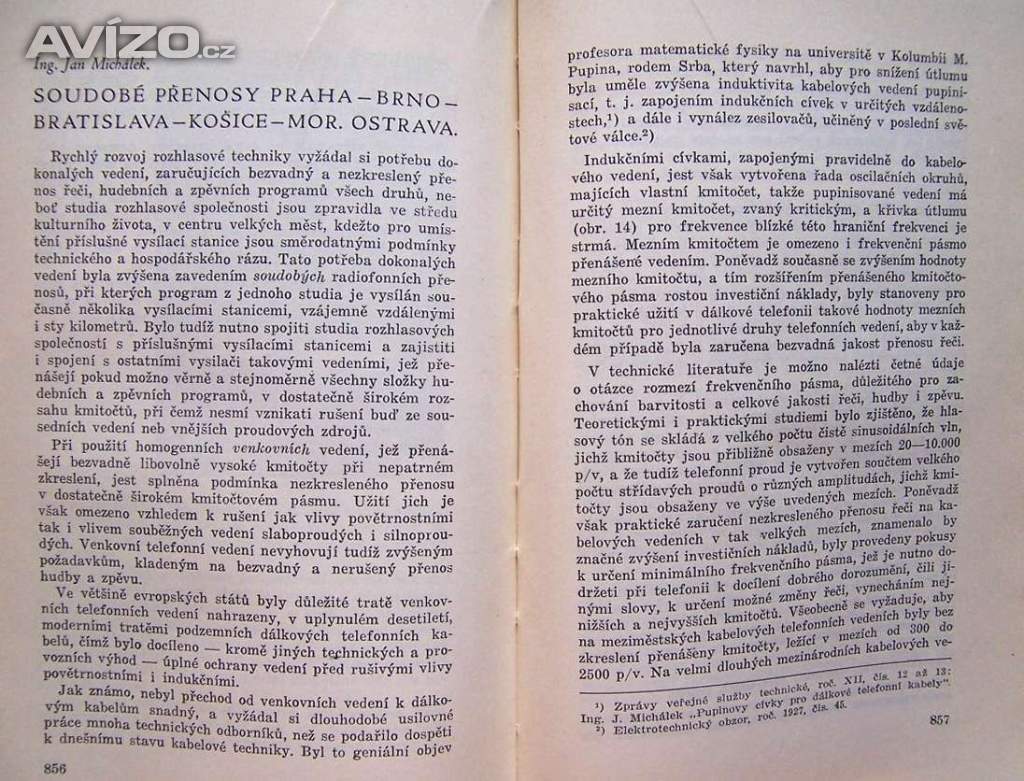 AVÍZO.cz
Ing. Jan Michálek.
SOUDOBÉ PŘENOSY PRAHA—BRNO—
BRATISLAVA—KOŠICE—MOR. OSTRAVA.
Rychlý rozvoj rozhlasové techniky vyžádal si potřebu do-
konalých vedení, zaručujících bezvadný a nezkreslený pře-
nos řeči, hudebních a zpěvních programů všech druhů, ne-
boť studia rozhlasové společnosti jsou zpravidla ve středu
kulturního života, v centru velkých měst, kdežto pro umís-
tění příslušné vysílací stanice jsou směrodatnými podmínky
technického a hospodářského rázu. Tato potřeba dokonalých
vedení byla zvýšena zavedením soudobých radiofonních pře-
nosů, při kterých program z jednoho studia je vysílán sou-
časně několika vysílacími stanicemi, vzájemně vzdálenými
i sty kilometrů. Bylo tudíž nutno spojiti studia rozhlasových
společností s příslušnými vysílacími stanicemi a zajistiti
i spojení s ostatními vysilači takovými vedeními, jež pře-
nášejí pokud možno věrně a stejnoměrně všechny složky hu-
debních a zpěvních programů, v dostatečně širokém roz-
sahu kmitočtů, při čemž nesmí vznikati rušení buď ze sou-
sedních vedení neb vnějších proudových zdrojů.
Při použití homogenních venkovních vedení, jež přená-
šejí bezvadně libovolně vysoké kmitočty při nepatrném
zkreslení, jest splněna podmínka nezkresleného přenosu
v dostatečně širokém kmitočtovém pásmu. Užití jich je
však omezeno vzhledem k rušení jak vlivy povětrnostními
tak i vlivem souběžných vedení slaboproudých i silnoprou-
dých. Venkovní telefonní vedení nevyhovují tudíž zvýšeným
požadavkům, kladeným na bezvadný a nerušený přenos
hudby a zpěvu.
Ve většině evropských států byly důležité tratě venkov-
ních telefonních vedení nahrazeny, v uplynulém desetiletí,
moderními tratěmi podzemních dálkových telefonních ka-
belů, čímž bylo docíleno — kromě jiných technických a pro-
vozních výhod — úplné ochrany vedení před rušivými vlivy
povětrnostními i indukčními.
Jak známo, nebyl přechod od venkovních vedení k dálko-
vým kabelům snadný, a vyžádal si dlouhodobé usilovné
práce mnoha technických odborníků, než se podařilo dospěti
k dnešnímu stavu kabelové techniky. Byl to geniální objev
856
profesora matematické fysiky na universitě v Kolumbii M.
Pupina, rodem Srba, který navrhl, aby pro snížení útlumu
byla uměle zvýšena induktivita kabelových vedení pupini-
sací, t. j. zapojením indukčních cívek v určitých vzdáleno-
stech,¹) a dále i vynález zesilovačů, učiněný v poslední svě-
tové válce.²)
Indukčními cívkami, zapojenými pravidelně do kabelo-
vého vedení, jest však vytvořena řada oscilačních okruhů,
majících vlastní kmitočet, takže pupinisované vedení má
určitý mezní kmitočet, zvaný kritickým, a křivka útlumu
(obr. 14) pro frekvence blízké této hraniční frekvenci je
strmá. Mezním kmitočtem je omezeno i frekvenční pásmo
přenášené vedením. Poněvadž současně se zvýšením hodnoty
mezního kmitočtu, a tím rozšířením přenášeného kmitočto-
vého pásma rostou investiční náklady, byly stanoveny pro
praktické užití v dálkové telefonii takové hodnoty mezních
kmitočtů pro jednotlivé druhy telefonních vedení, aby v kaž-
dém případě byla zaručena bezvadná jakost přenosu řeči.
V technické literatuře je možno nalézti četné údaje
o otázce rozmezí frekvenčního pásma, důležitého pro za-
chování barvitosti a celkové jakosti řeči, hudby i zpěvu.
Teoretickými i praktickými studiemi bylo zjištěno, že hla-
sový tón se skládá z velkého počtu čistě sinusoidálních vln,
jichž kmitočty jsou přibližně obsaženy v mezích 20—10.000
p/v, a že tudíž telefonní proud je vytvořen součtem velkého
počtu střídavých proudů o různých amplitudách, jichž kmi-
točty jsou obsaženy ve výše uvedených mezích. Poněvadž
však praktické zaručení nezkresleného přenosu řeči na ka-
belových vedeních v tak velkých mezích, znamenalo by
značné zvýšení investičních nákladů, byly provedeny pokusy
k určení minimálního frekvenčního pásma, jež je nutno do-
držeti při telefonii k docílení dobrého dorozumění, čili ji-
nými slovy, k určení možné změny řeči, vynecháním nej-
nižších a nejvyšších kmitočtů. Všeobecně se vyžaduje, aby
na meziměstských kabelových telefonních vedeních byly bez
zkreslení přenášeny kmitočty, ležící v mezích od 300 do
2500 p/v. Na velmi dlouhých mezinárodních kabelových ve-
¹) Zprávy veřejné služby technické, roč. XII, čís. 12 až 13:
Ing. J. Michálek „Pupinovy cívky pro dálkové telefonní kabely".
²) Elektrotechnický obzor, roč. 1927, čís. 45.
857